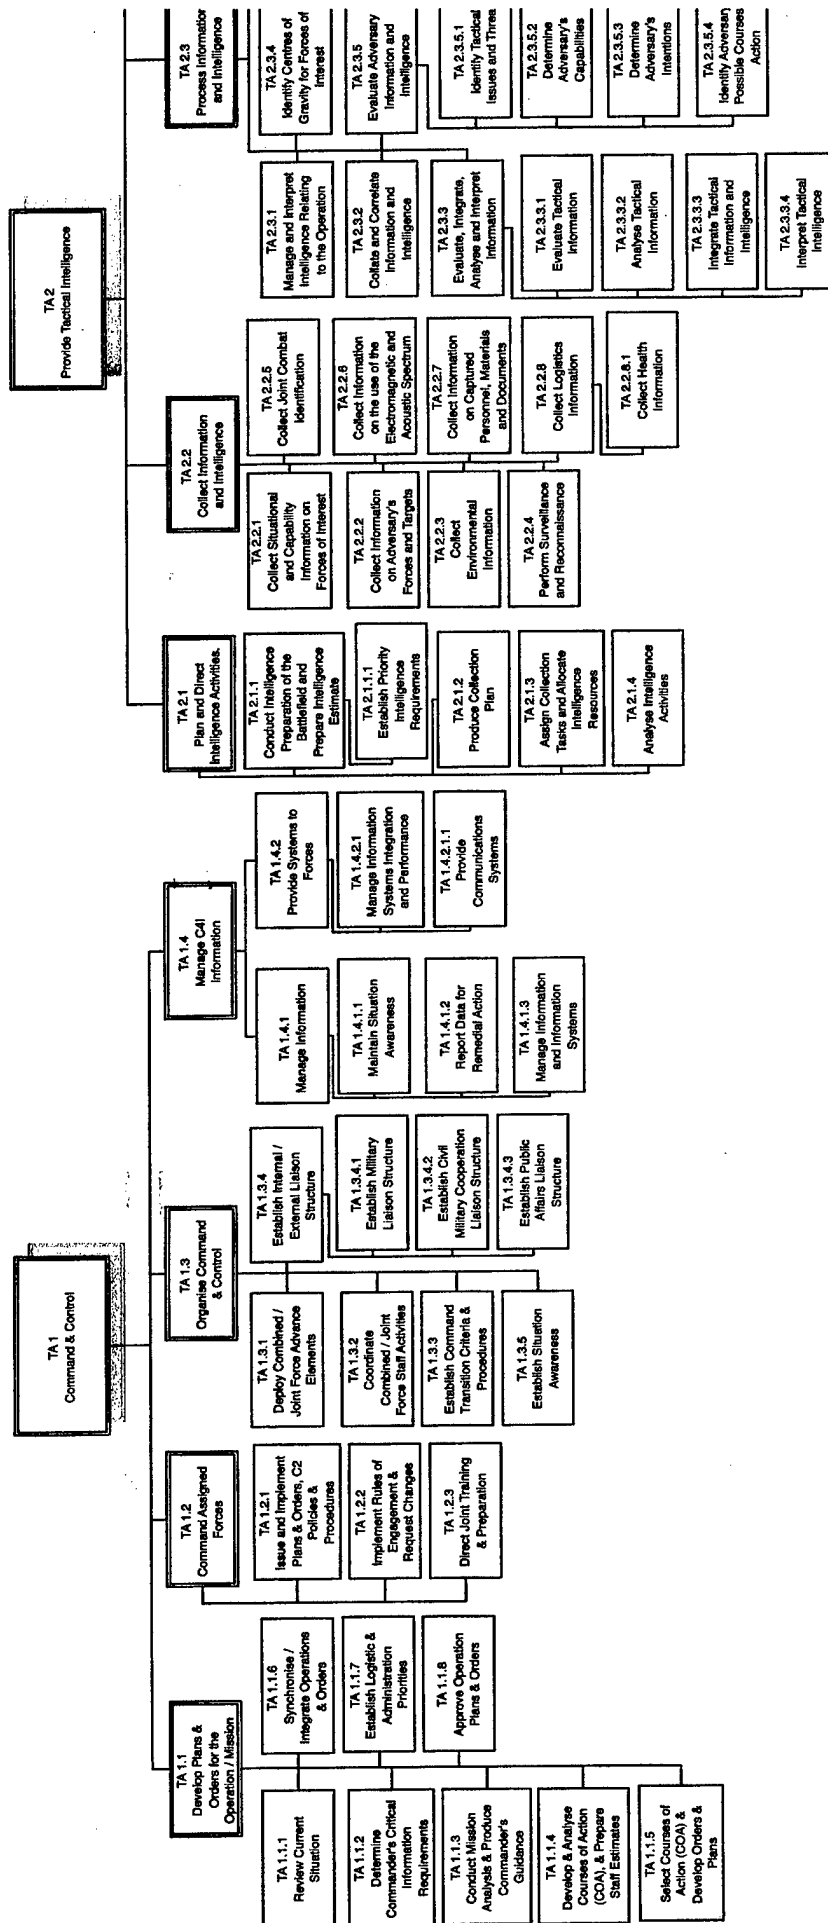 TA 1
Command & Control
TA 1.1
Develop Plans &
Orders for the
Operation / Mission
TA 1.1.1
Review Current
Situation
TA 1.1.2
Determine
Commander's Critical
Information
Requirements
TA 1.1.3
Conduct Mission
Analysis & Produce
Commander's
Guidance
TA 1.1.4
Develop & Analyse
Courses of Action
(COA), & Prepare
Staff Estimates
TA 1.1.5
Select Courses of
Action (COA) &
Develop Orders &
Plans
TA 1.1.6
Synchronise /
Integrate Operations
& Orders
TA 1.1.7
Establish Logistic &
Administration
Priorities
TA 1.1.8
Approve Operation
Plans & Orders
TA 1.2
Command Assigned
Forces
TA 1.2.1
Issue and Implement
Plans & Orders, C2
Policies &
Procedures
TA 1.2.2
Implement Rules of
Engagement &
Request Changes
TA 1.2.3
Direct Joint Training
& Preparation
TA 1.3
Organise Command
& Control
TA 1.3.1
Deploy Combined /
Joint Force Advance
Elements
TA 1.3.2
Coordinate
Combined / Joint
Force Staff Activities
TA 1.3.3
Establish Command
Transition Criteria &
Procedures
TA 1.3.5
Establish Situation
Awareness
TA 1.3.4
Establish Internal /
External Liaison
Structure
TA 1.3.4.1
Establish Military
Liaison Structure
TA 1.3.4.2
Establish Civil
Military Cooperation
Liaison Structure
TA 1.3.4.3
Establish Public
Affairs Liaison
Structure
TA 1.4
Manage C4I
Information
TA 1.4.1
Manage Information
TA 1.4.1.1
Maintain Situation
Awareness
TA 1.4.1.2
Report Data for
Remedial Action
TA 1.4.1.3
Manage Information
and Information
Systems
TA 1.4.2
Provide Systems to
Forces
TA 1.4.2.1
Manage Information
Systems Integration
and Performance
TA 1.4.2.1.1
Provide
Communications
Systems
TA 2
Provide Tactical Intelligence
TA 2.1
Plan and Direct
Intelligence Activities.
TA 2.1.1
Conduct Intelligence
Preparation of the
Battlefield and
Prepare Intelligence
Estimate
TA 2.1.1.1
Establish Priority
Intelligence
Requirements
TA 2.1.2
Produce Collection
Plan
TA 2.1.3
Assign Collection
Tasks and Allocate
Intelligence
Resources
TA 2.1.4
Analyse Intelligence
Activities
TA 2.2
Collect Information
and Intelligence
TA 2.2.1
Collect Situational
and Capability
Information on
Forces of Interest
TA 2.2.2
Collect Information
on Adversary's
Forces and Targets
TA 2.2.3
Collect
Environmental
Information
TA 2.2.4
Perform Surveillance
and Reconnaissance
TA 2.2.5
Collect Joint Combat
Identification
TA 2.2.6
Collect Information
on the use of the
Electromagnetic and
Acoustic Spectrum
TA 2.2.7
Collect Information
on Captured
Personnel, Materials
and Documents
TA 2.2.8
Collect Logistics
Information
TA 2.2.8.1
Collect Health
Information
TA 2.3
Process Information
and Intelligence
TA 2.3.1
Manage and Interpret
Intelligence Relating
to the Operation
TA 2.3.2
Collate and Correlate
Information and
Intelligence
TA 2.3.3
Evaluate, Integrate,
Analyse and Interpret
Information
TA 2.3.3.1
Evaluate Tactical
Information
TA 2.3.3.2
Analyse Tactical
Information
TA 2.3.3.3
Integrate Tactical
Information and
Intelligence
TA 2.3.3.4
Interpret Tactical
Intelligence
TA 2.3.4
Identify Centres of
Gravity for Forces of
Interest
TA 2.3.5
Evaluate Adversary
Information and
Intelligence
TA 2.3.5.1
Identify Tactical
Issues and Threa
TA 2.3.5.2
Determine
Adversary's
Capabilities
TA 2.3.5.3
Determine
Adversary's
Intentions
TA 2.3.5.4
Identify Adversary
Possible Courses
Action